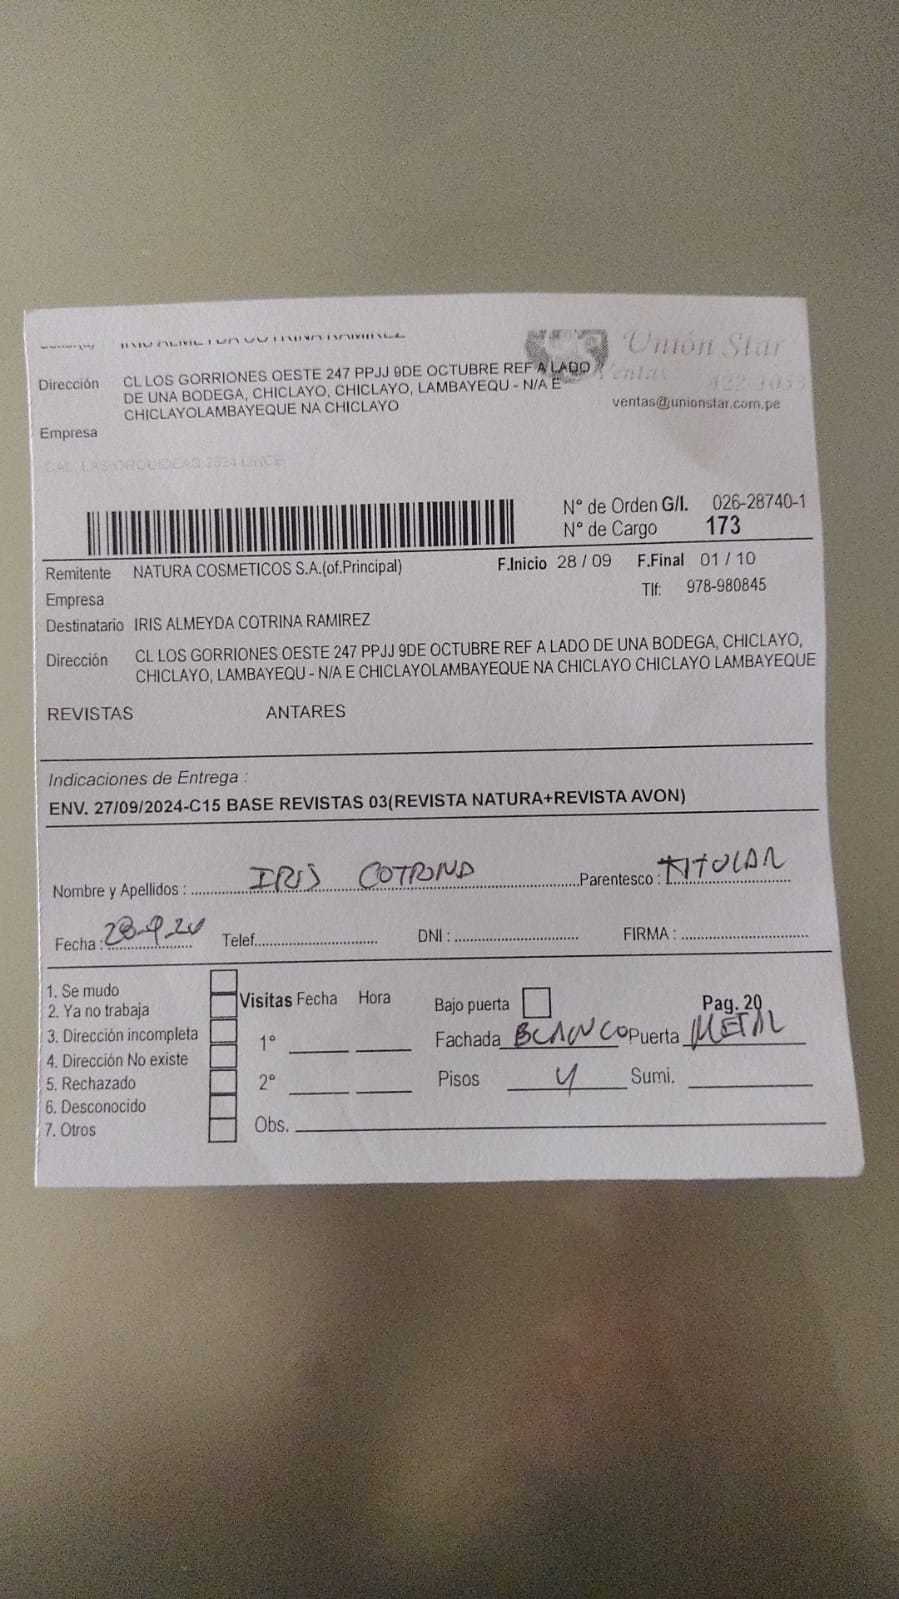 IRIS ALMEYDA COTRINA RAMIREZ
Unión Star
Dirección CL LOS GORRIONES OESTE 247 PPJJ 9DE OCTUBRE REF A LADO
DE UNA BODEGA, CHICLAYO, CHICLAYO, LAMBAYEQU - N/A E
CHICLAYOLAMBAYEQUE NA CHICLAYO
Ventas
ventas@unionstar.com.pe
Empresa
N° de Orden G/I. 026-28740-1
N° de Cargo 173
Remitente NATURA COSMETICOS S.A.(of.Principal) F.Inicio 28 / 09 F.Final 01 / 10
Empresa Tlf: 978-980845
Destinatario IRIS ALMEYDA COTRINA RAMIREZ
Dirección CL LOS GORRIONES OESTE 247 PPJJ 9DE OCTUBRE REF A LADO DE UNA BODEGA, CHICLAYO,
CHICLAYO, LAMBAYEQU - N/A E CHICLAYOLAMBAYEQUE NA CHICLAYO CHICLAYO LAMBAYEQUE
REVISTAS ANTARES
Indicaciones de Entrega :
ENV. 27/09/2024-C15 BASE REVISTAS 03(REVISTA NATURA+REVISTA AVON)
Nombre y Apellidos : IRIS COTRINA Parentesco : TITULAR
Fecha : 28-9-24 Telef. DNI : FIRMA :
1. Se mudo
2. Ya no trabaja
3. Dirección incompleta
4. Dirección No existe
5. Rechazado
6. Desconocido
7. Otros
Visitas Fecha Hora
1°
2°
Obs.
Bajo puerta Pag. 20
Fachada BLANCO Puerta METAL
Pisos 4 Sumi.